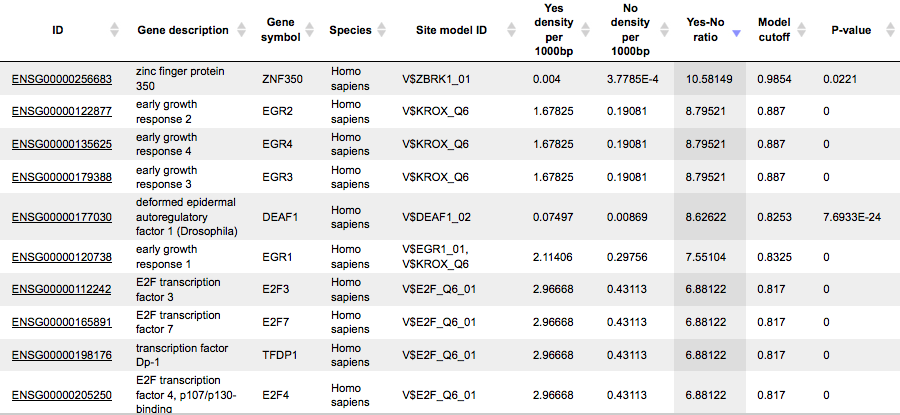 ID Gene description Gene symbol Species Site model ID Yes density per 1000bp No density per 1000bp Yes-No ratio Model cutoff P-value
ENSG00000256683 zinc finger protein 350 ZNF350 Homo sapiens V$ZBRK1_01 0.004 3.7785E-4 10.58149 0.9854 0.0221
ENSG00000122877 early growth response 2 EGR2 Homo sapiens V$KROX_Q6 1.67825 0.19081 8.79521 0.887 0
ENSG00000135625 early growth response 4 EGR4 Homo sapiens V$KROX_Q6 1.67825 0.19081 8.79521 0.887 0
ENSG00000179388 early growth response 3 EGR3 Homo sapiens V$KROX_Q6 1.67825 0.19081 8.79521 0.887 0
ENSG00000177030 deformed epidermal autoregulatory factor 1 (Drosophila) DEAF1 Homo sapiens V$DEAF1_02 0.07497 0.00869 8.62622 0.8253 7.6933E-24
ENSG00000120738 early growth response 1 EGR1 Homo sapiens V$EGR1_01, V$KROX_Q6 2.11406 0.29756 7.55104 0.8325 0
ENSG00000112242 E2F transcription factor 3 E2F3 Homo sapiens V$E2F_Q6_01 2.96668 0.43113 6.88122 0.817 0
ENSG00000165891 E2F transcription factor 7 E2F7 Homo sapiens V$E2F_Q6_01 2.96668 0.43113 6.88122 0.817 0
ENSG00000198176 transcription factor Dp-1 TFDP1 Homo sapiens V$E2F_Q6_01 2.96668 0.43113 6.88122 0.817 0
ENSG00000205250 E2F transcription factor 4, p107/p130-binding E2F4 Homo sapiens V$E2F_Q6_01 2.96668 0.43113 6.88122 0.817 0